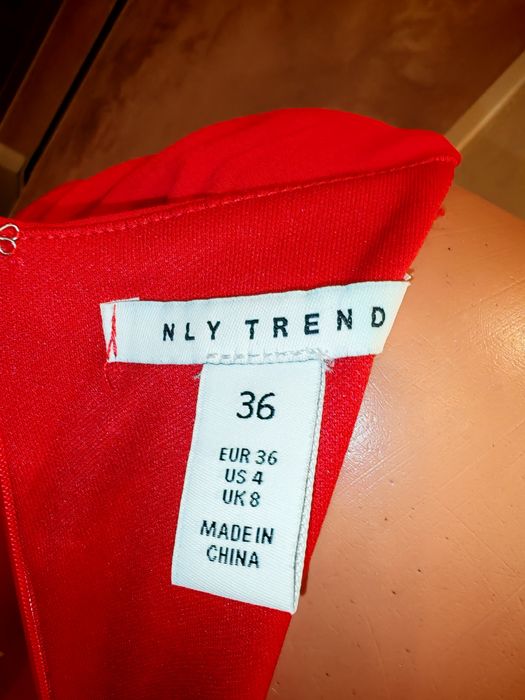 NLY TREND
36
EUR 36
US 4
UK 8
MADE IN
CHINA